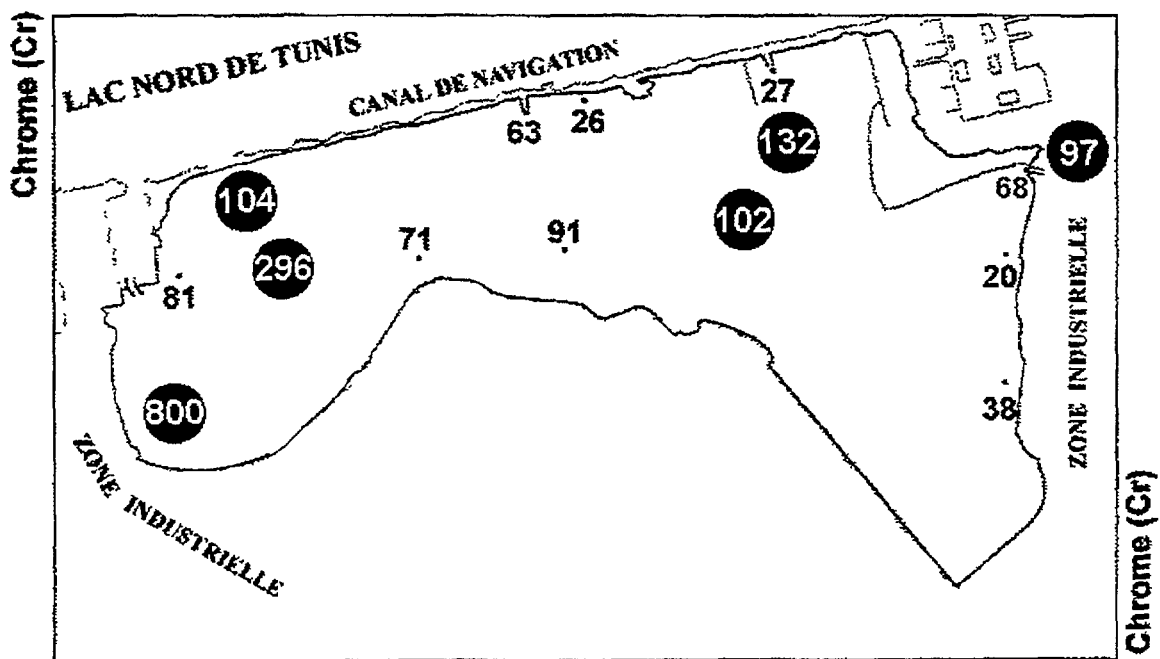 Chrome (Cr)
LAC NORD DE TUNIS
CANAL DE NAVIGATION
27
63
26
132
97
68
104
102
71
91
296
81
20
800
38
ZONE INDUSTRIELLE
ZONE INDUSTRIELLE
Chrome (Cr)